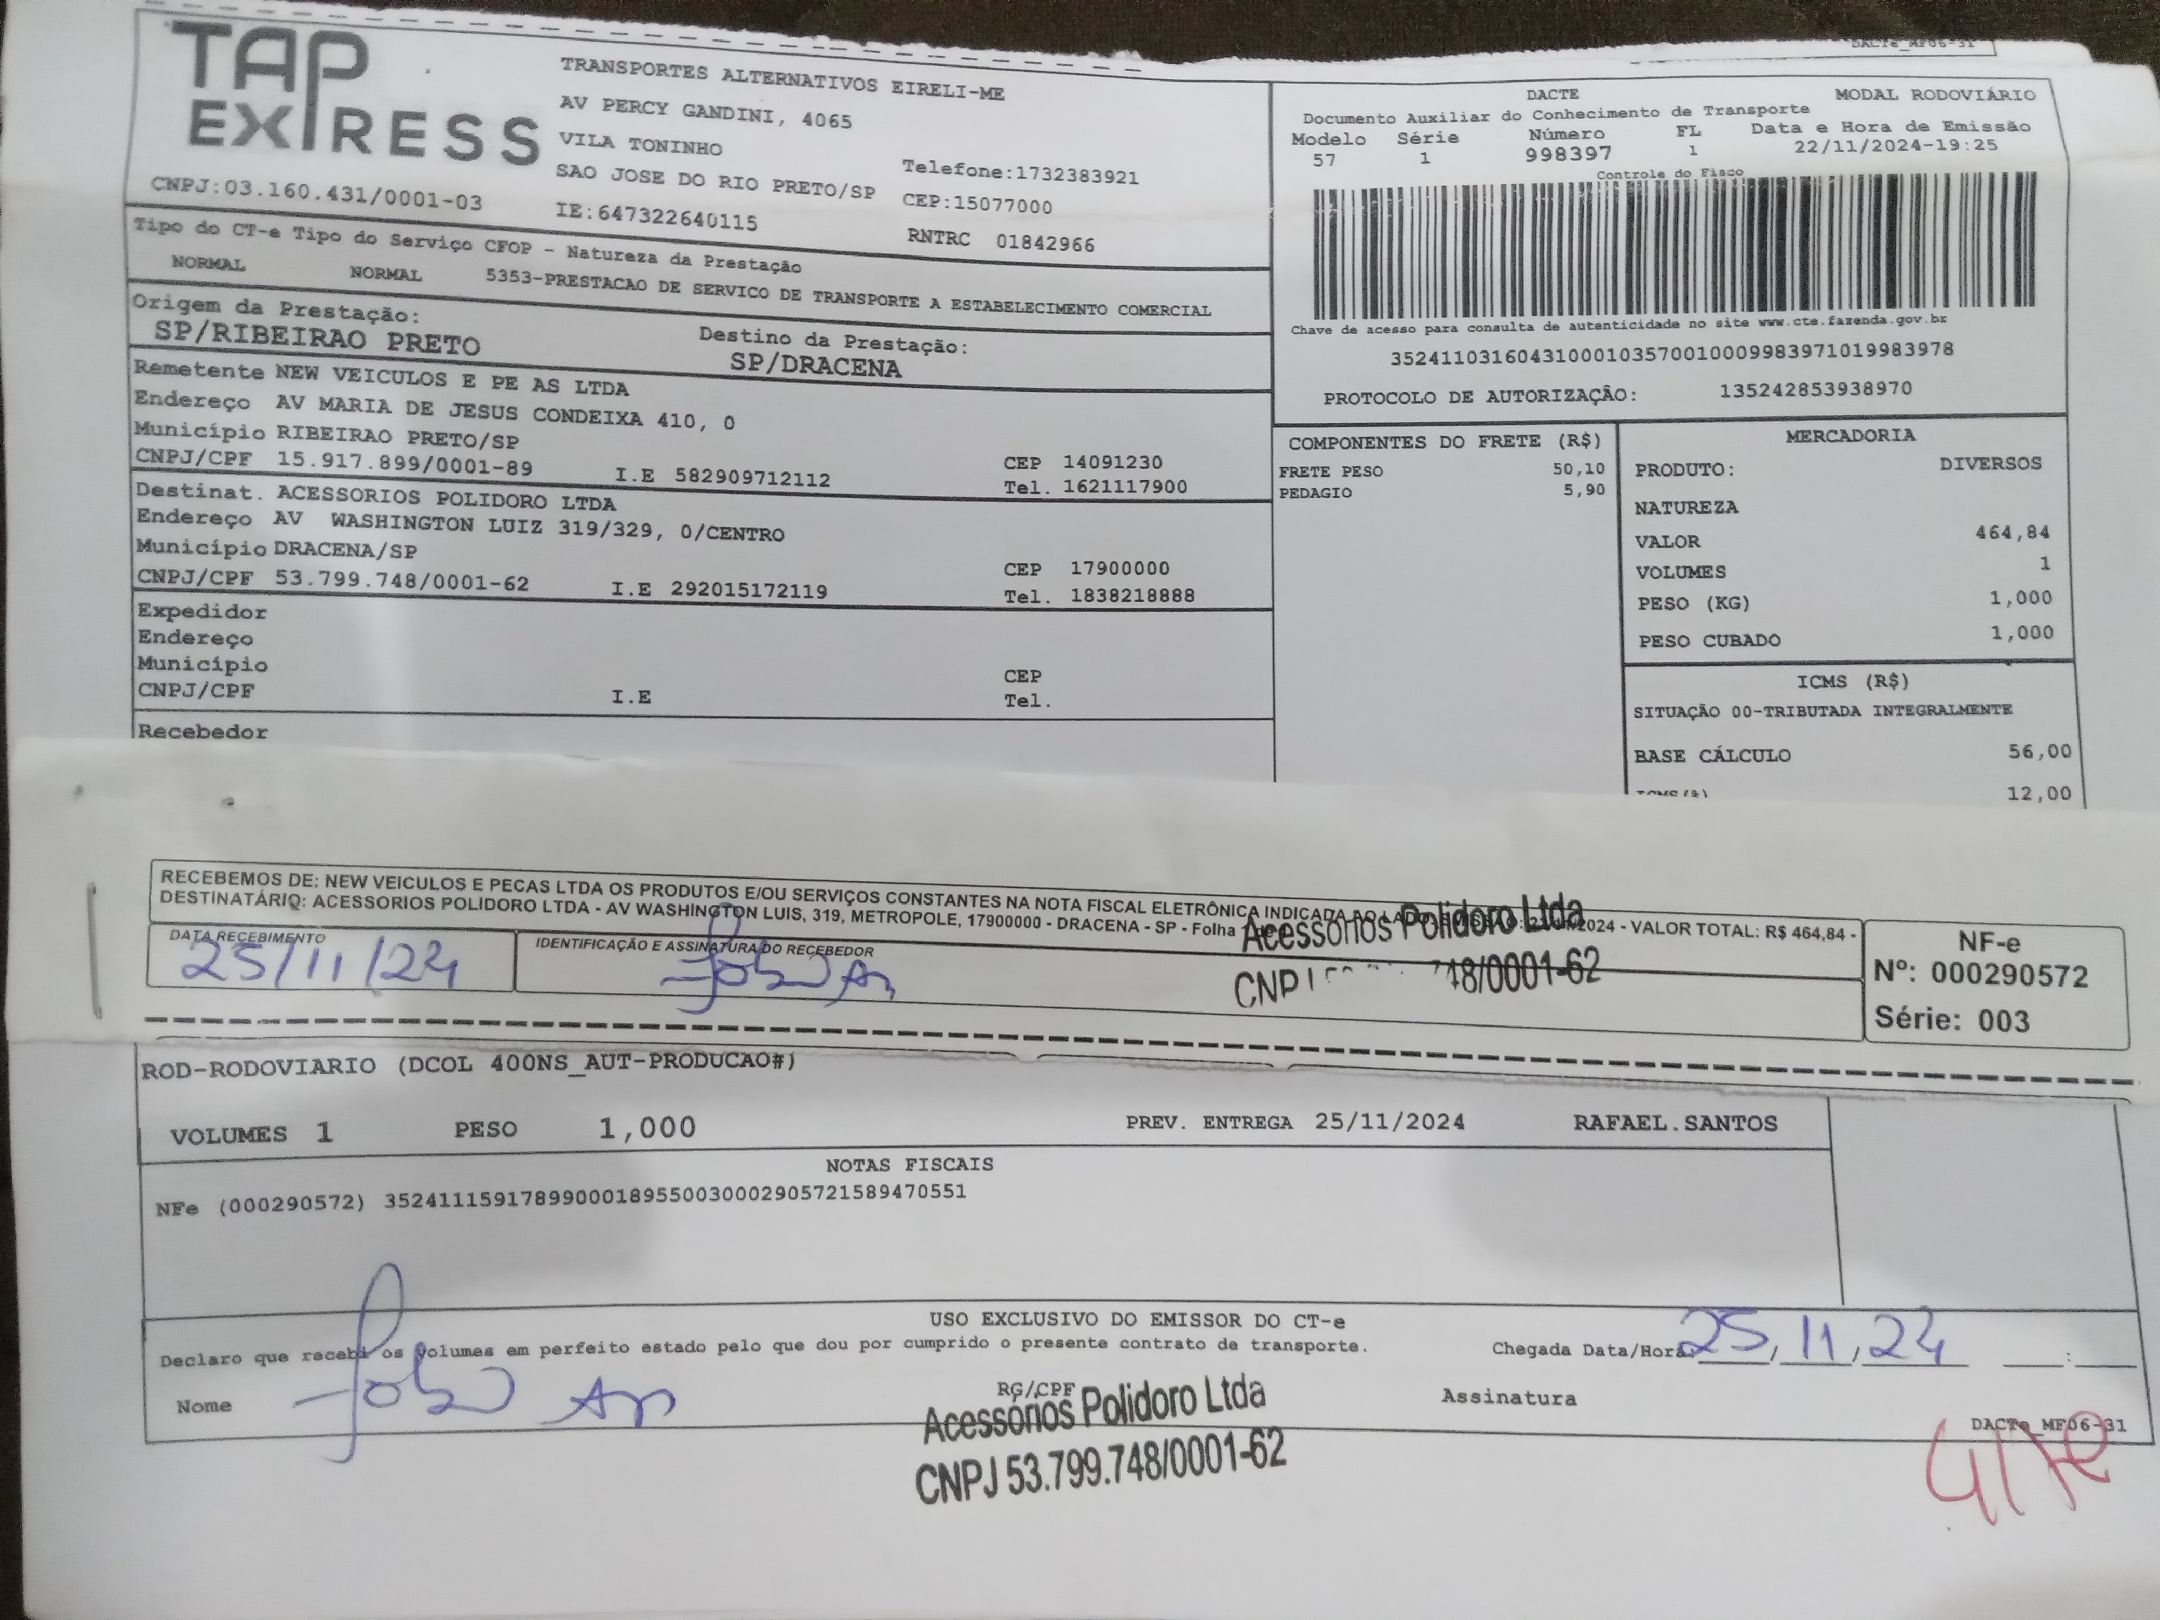 TAP
EXPRESS
CNPJ:03.160.431/0001-03
TRANSPORTES ALTERNATIVOS EIRELI-ME
AV PERCY GANDINI, 4065
VILA TONINHO
SAO JOSE DO RIO PRETO/SP
IE:647322640115
Telefone:1732383921
CEP:15077000
RNTRC 01842966
DACTe_MF06-31
DACTE MODAL RODOVIÁRIO
Documento Auxiliar do Conhecimento de Transporte
Modelo Série Número FL Data e Hora de Emissão
57 1 998397 1 22/11/2024-19:25
Controle do Fisco
Chave de acesso para consulta de autenticidade no site www.cte.fazenda.gov.br
35241103160431000103570010009983971019983978
PROTOCOLO DE AUTORIZAÇÃO: 135242853938970
Tipo do CT-e Tipo do Serviço CFOP - Natureza da Prestação
NORMAL NORMAL 5353-PRESTACAO DE SERVICO DE TRANSPORTE A ESTABELECIMENTO COMERCIAL
Origem da Prestação: Destino da Prestação:
SP/RIBEIRAO PRETO SP/DRACENA
Remetente NEW VEICULOS E PE AS LTDA
Endereço AV MARIA DE JESUS CONDEIXA 410, 0
Município RIBEIRAO PRETO/SP CEP 14091230
CNPJ/CPF 15.917.899/0001-89 I.E 582909712112 Tel. 1621117900
Destinat. ACESSORIOS POLIDORO LTDA
Endereço AV WASHINGTON LUIZ 319/329, 0/CENTRO
Município DRACENA/SP CEP 17900000
CNPJ/CPF 53.799.748/0001-62 I.E 292015172119 Tel. 1838218888
Expedidor
Endereço
Município CEP
CNPJ/CPF I.E Tel.
Recebedor
COMPONENTES DO FRETE (R$)
FRETE PESO 50,10
PEDAGIO 5,90
MERCADORIA
PRODUTO: DIVERSOS
NATUREZA
VALOR 464,84
VOLUMES 1
PESO (KG) 1,000
PESO CUBADO 1,000
ICMS (R$)
SITUAÇÃO 00-TRIBUTADA INTEGRALMENTE
BASE CÁLCULO 56,00
ICMS(%) 12,00
RECEBEMOS DE: NEW VEICULOS E PECAS LTDA OS PRODUTOS E/OU SERVIÇOS CONSTANTES NA NOTA FISCAL ELETRÔNICA INDICADA AO LADO. 2024 - VALOR TOTAL: R$ 464,84 -
DESTINATÁRIO: ACESSORIOS POLIDORO LTDA - AV WASHINGTON LUIS, 319, METROPOLE, 17900000 - DRACENA - SP - Folha
DATA RECEBIMENTO IDENTIFICAÇÃO E ASSINATURA DO RECEBEDOR
25/11/24
Acessórios Polidoro Ltda
CNPJ 48/0001-62
NF-e
Nº: 000290572
Série: 003
ROD-RODOVIARIO (DCOL 400NS_AUT-PRODUCAO#)
VOLUMES 1 PESO 1,000 PREV. ENTREGA 25/11/2024 RAFAEL.SANTOS
NOTAS FISCAIS
NFe (000290572) 35241115917899000189550030002905721589470551
USO EXCLUSIVO DO EMISSOR DO CT-e
Declaro que recebi os volumes em perfeito estado pelo que dou por cumprido o presente contrato de transporte. Chegada Data/Hora: 25/11/24 :
Nome RG/CPF Assinatura
Acessórios Polidoro Ltda
CNPJ 53.799.748/0001-62
DACTe_MF06-31